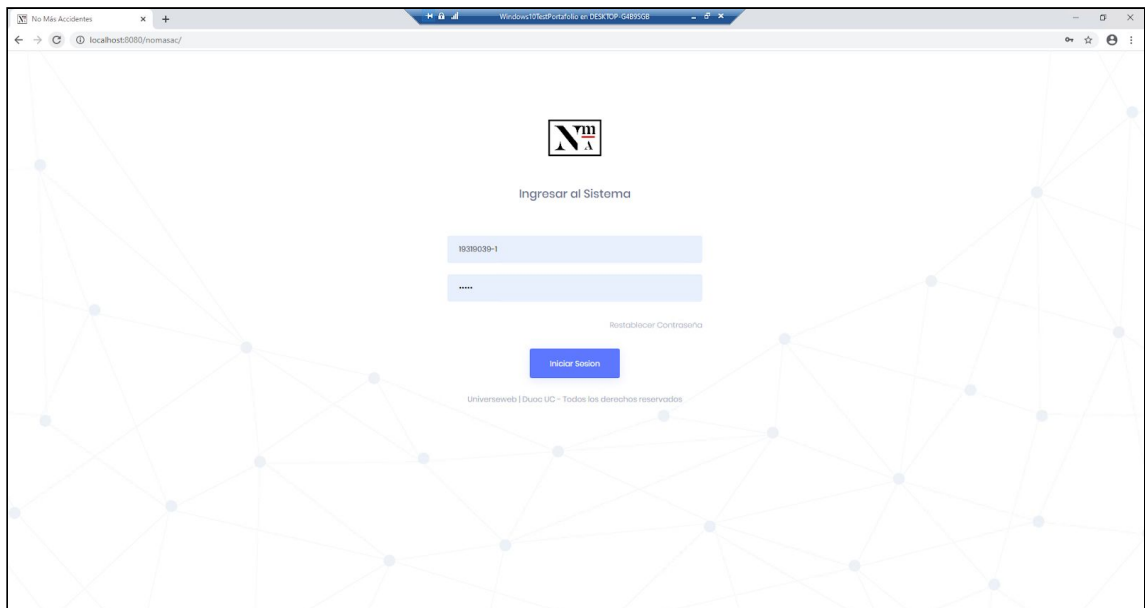 No Más Accidentes
Windows10TestPortafolio en DESKTOP-G4B9SGB
localhost:8080/nomasac/
N m A
Ingresar al Sistema
19319039-1
•••••
Restablecer Contraseña
Iniciar Sesion
Universeweb | Duoc UC - Todos los derechos reservados